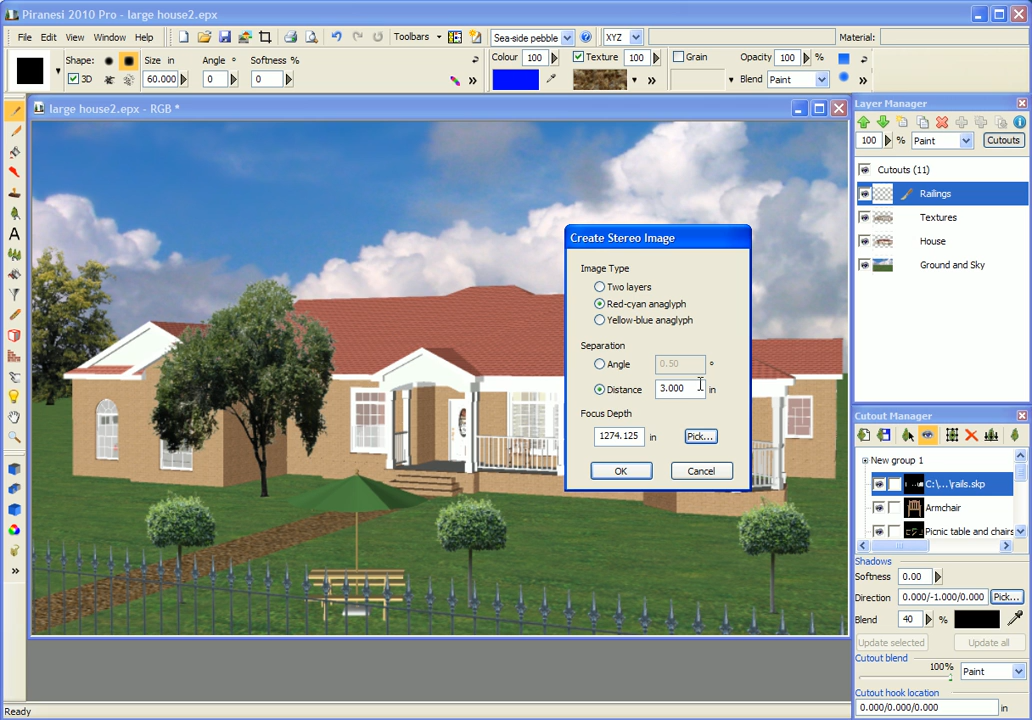 Piranesi 2010 Pro - large house2.epx
File Edit View Window Help Toolbars Sea-side pebble XYZ Material:
Shape: Size in Angle ° Softness % Colour 100 Texture 100 % Grain Opacity 100 %
3D 60.000 0 0 Blend Paint
large house2.epx - RGB *
A
Create Stereo Image
Image Type
Two layers
Red-cyan anaglyph
Yellow-blue anaglyph
Separation
Angle 0.50 °
Distance 3.000 in
Focus Depth
1274.125 in Pick...
OK Cancel
Layer Manager
100 % Paint Cutouts
Cutouts (11)
Railings
Textures
House
Ground and Sky
Cutout Manager
New group 1
C:\...\rails.skp
Armchair
Picnic table and chairs
Shadows
Softness 0.00
Direction 0.000/-1.000/0.000 Pick...
Blend 40 %
Update selected Update all
Cutout blend
100% Paint
Cutout hook location
0.000/0.000/0.000 in
Ready